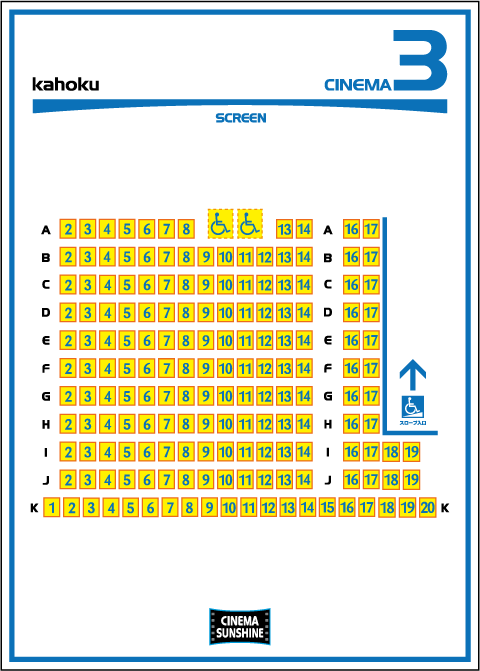 3
kahoku CINEMA
SCREEN
A 2 3 4 5 6 7 8 13 14 A 16 17
B 2 3 4 5 6 7 8 9 10 11 12 13 14 B 16 17
C 2 3 4 5 6 7 8 9 10 11 12 13 14 C 16 17
D 2 3 4 5 6 7 8 9 10 11 12 13 14 D 16 17
E 2 3 4 5 6 7 8 9 10 11 12 13 14 E 16 17
F 2 3 4 5 6 7 8 9 10 11 12 13 14 F 16 17
G 2 3 4 5 6 7 8 9 10 11 12 13 14 G 16 17
H 2 3 4 5 6 7 8 9 10 11 12 13 14 H 16 17
スロープ入口
I 2 3 4 5 6 7 8 9 10 11 12 13 14 I 16 17 18 19
J 2 3 4 5 6 7 8 9 10 11 12 13 14 J 16 17 18 19
K 1 2 3 4 5 6 7 8 9 10 11 12 13 14 15 16 17 18 19 20 K
CINEMA
SUNSHINE